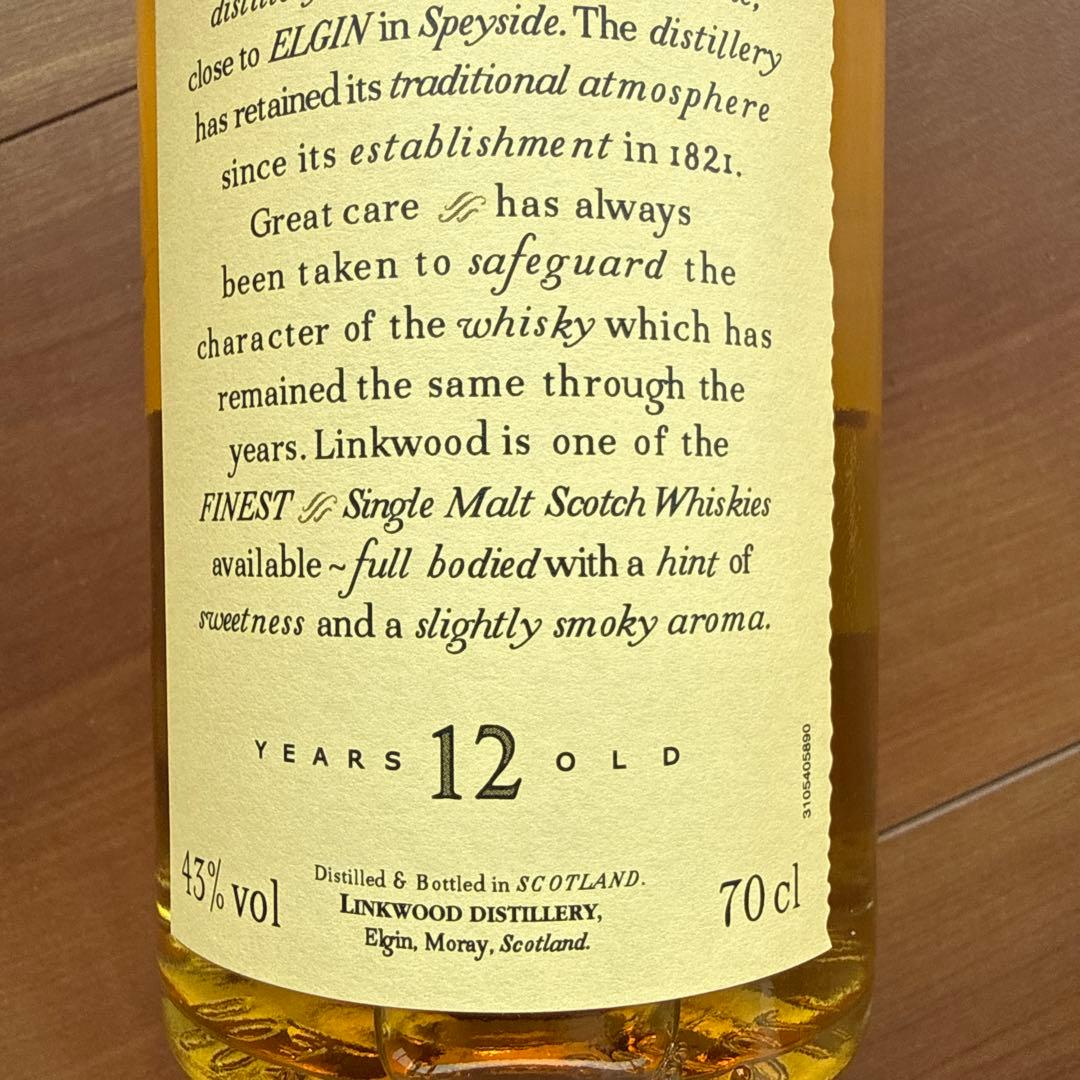 close to ELGIN in Speyside. The distillery
has retained its traditional atmosphere
since its establishment in 1821.
Great care has always
been taken to safeguard the
character of the whisky which has
remained the same through the
years. Linkwood is one of the
FINEST Single Malt Scotch Whiskies
available ~ full bodied with a hint of
sweetness and a slightly smoky aroma.
YEARS 12 OLD
3105405890
43% vol
Distilled & Bottled in SCOTLAND.
LINKWOOD DISTILLERY,
Elgin, Moray, Scotland.
70 cl